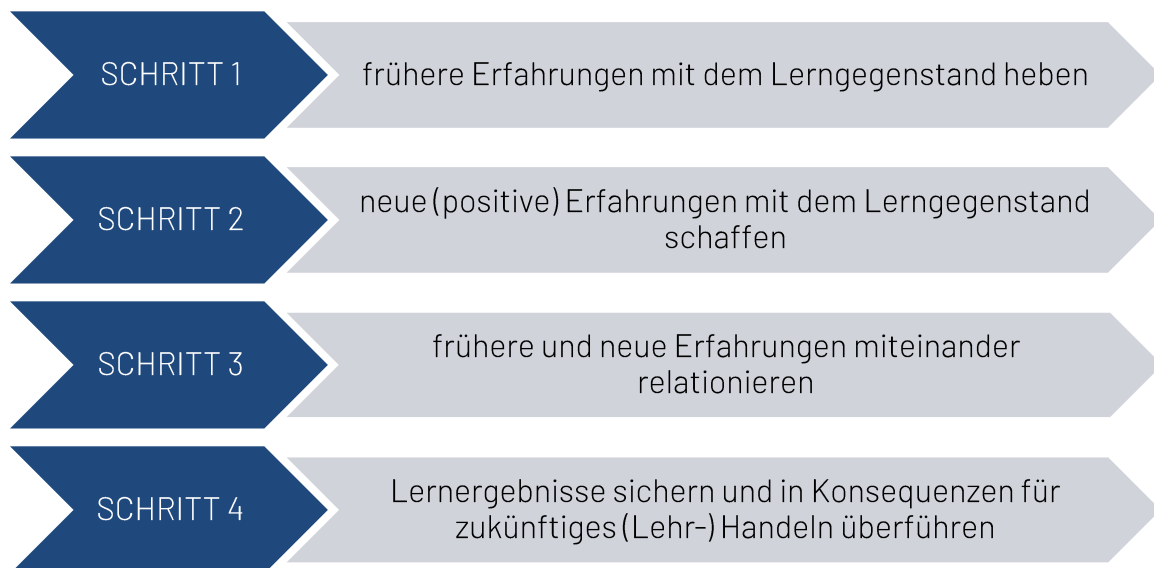 SCHRITT 1
frühere Erfahrungen mit dem Lerngegenstand heben
SCHRITT 2
neue (positive) Erfahrungen mit dem Lerngegenstand
schaffen
SCHRITT 3
frühere und neue Erfahrungen miteinander
relationieren
SCHRITT 4
Lernergebnisse sichern und in Konsequenzen für
zukünftiges (Lehr-) Handeln überführen